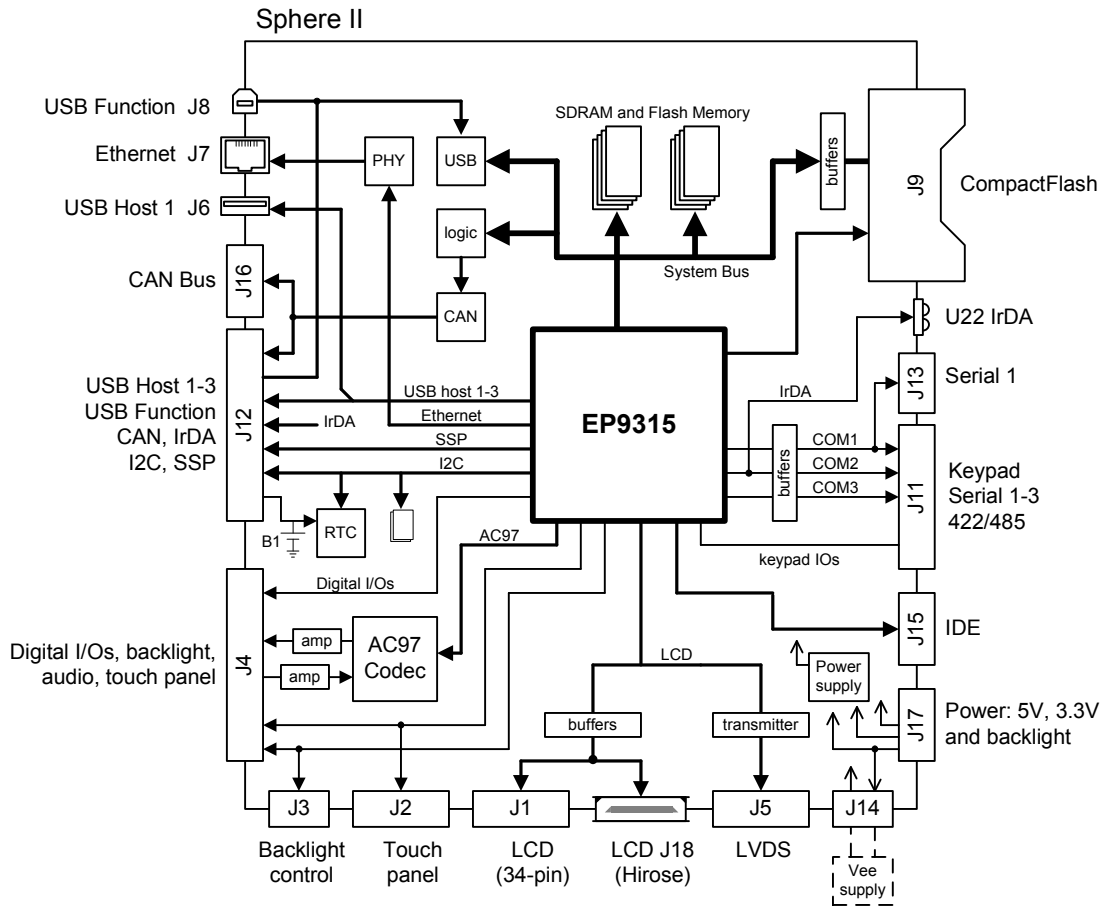 Sphere II
USB Function J8
Ethernet J7
USB Host 1 J6
CAN Bus
J16
USB Host 1-3
USB Function
CAN, IrDA
I2C, SSP
J12
Digital I/Os, backlight,
audio, touch panel
J4
PHY
USB
logic
CAN
SDRAM and Flash Memory
buffers
J9
CompactFlash
System Bus
U22 IrDA
J13
Serial 1
IrDA
EP9315
USB host 1-3
Ethernet
IrDA
SSP
I2C
buffers
COM1
COM2
COM3
J11
Keypad
Serial 1-3
422/485
keypad IOs
B1
RTC
AC97
Digital I/Os
amp
amp
AC97
Codec
J15
IDE
Power
supply
J17
Power: 5V, 3.3V
and backlight
LCD
buffers
transmitter
J3
J2
J1
J5
J14
Backlight
control
Touch
panel
LCD
(34-pin)
LCD J18
(Hirose)
LVDS
Vee
supply